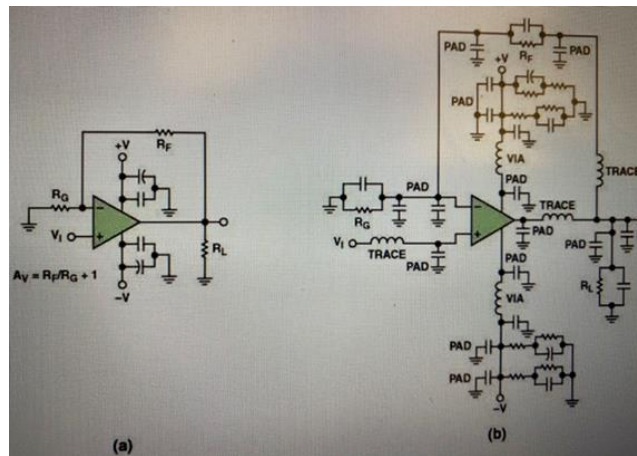 +V
RF
RG
VI
RL
AV = RF/RG + 1
–V
(a)
PAD
RF
PAD
+V
PAD
VIA
TRACE
PAD
PAD
TRACE
RG
VI
TRACE
PAD
PAD
PAD
PAD
RL
VIA
PAD
PAD
–V
(b)